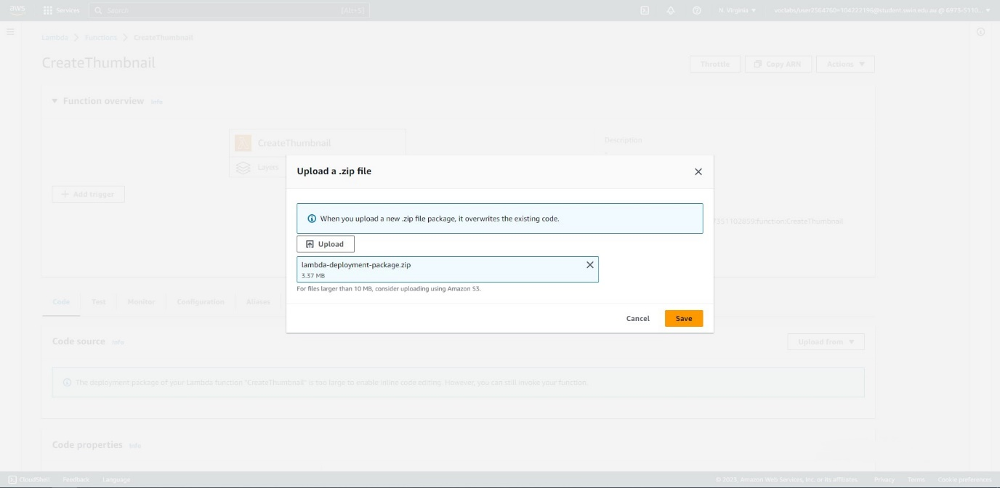 aws
Services
Search
[Alt+S]
N. Virginia
voclabs/user2564760=104222196@student.swin.edu.au @ 6973-5110...
Lambda
Functions
CreateThumbnail
CreateThumbnail
Throttle
Copy ARN
Actions
Function overview
Info
CreateThumbnail
Description
Layers
-
Add trigger
Upload a .zip file
When you upload a new .zip file package, it overwrites the existing code.
Upload
lambda-deployment-package.zip
3.37 MB
For files larger than 10 MB, consider uploading using Amazon S3.
Cancel
Save
:function:CreateThumbnail
Code
Test
Monitor
Configuration
Aliases
Code source
Info
Upload from
The deployment package of your Lambda function "CreateThumbnail" is too large to enable inline code editing. However, you can still invoke your function.
Code properties
Info
CloudShell
Feedback
Language
© 2023, Amazon Web Services, Inc. or its affiliates.
Privacy
Terms
Cookie preferences